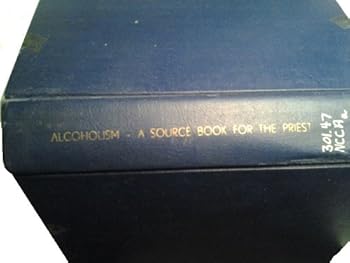 ALCOHOLISM - A SOURCE BOOK FOR THE PRIEST
301.47
NCCA
a